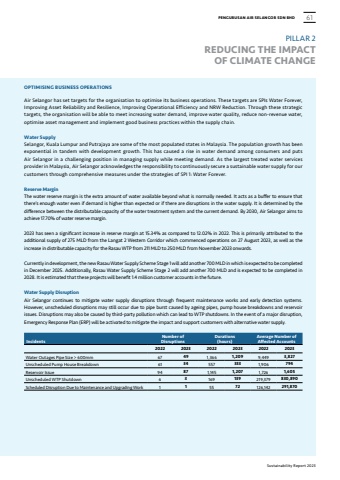 PENGURUSAN AIR SELANGOR SDN BHD 61
PILLAR 2
REDUCING THE IMPACT
OF CLIMATE CHANGE
OPTIMISING BUSINESS OPERATIONS
Air Selangor has set targets for the organisation to optimise its business operations. These targets are SPIs: Water Forever,
Improving Asset Reliability and Resilience, Improving Operational Efficiency and NRW Reduction. Through these strategic
targets, the organisation will be able to meet increasing water demand, improve water quality, reduce non-revenue water,
optimise asset management and implement good business practices within the supply chain.
Water Supply
Selangor, Kuala Lumpur and Putrajaya are some of the most populated states in Malaysia. The population growth has been
exponential in tandem with development growth. This has caused a rise in water demand among consumers and puts
Air Selangor in a challenging position in managing supply while meeting demand. As the largest treated water services
provider in Malaysia, Air Selangor acknowledges the responsibility to continuously secure a sustainable water supply for our
customers through comprehensive measures under the strategies of SPI 1: Water Forever.
Reserve Margin
The water reserve margin is the extra amount of water available beyond what is normally needed. It acts as a buffer to ensure that
there's enough water even if demand is higher than expected or if there are disruptions in the water supply. It is determined by the
difference between the distributable capacity of the water treatment system and the current demand. By 2030, Air Selangor aims to
achieve 17.70% of water reserve margin.
2023 has seen a significant increase in reserve margin at 15.34% as compared to 12.02% in 2022. This is primarily attributed to the
additional supply of 275 MLD from the Langat 2 Western Corridor which commenced operations on 27 August 2023, as well as the
increase in distributable capacity for the Rasau WTP from 211 MLD to 250 MLD from November 2023 onwards.
Currently in development, the new Rasau Water Supply Scheme Stage 1 will add another 700 MLD in which is expected to be completed
in December 2025. Additionally, Rasau Water Supply Scheme Stage 2 will add another 700 MLD and is expected to be completed in
2028. It is estimated that these projects will benefit 1.4 million customer accounts in the future.
Water Supply Disruption
Air Selangor continues to mitigate water supply disruptions through frequent maintenance works and early detection systems.
However, unscheduled disruptions may still occur due to pipe burst caused by ageing pipes, pump house breakdowns and reservoir
issues. Disruptions may also be caused by third-party pollution which can lead to WTP shutdowns. In the event of a major disruption,
Emergency Response Plan (ERP) will be activated to mitigate the impact and support customers with alternative water supply.
Incidents Number of Disruptions Durations (hours) Average Number of Affected Accounts
2022 2023 2022 2023 2022 2023
Water Outages Pipe Size > 600mm 67 49 1,866 1,209 9,449 3,827
Unscheduled Pump House Breakdown 61 34 557 353 1,904 794
Reservoir Issue 94 87 1,145 1,207 1,726 1,605
Unscheduled WTP Shutdown 6 3 169 139 219,079 830,890
Scheduled Disruption Due to Maintenance and Upgrading Work 1 1 55 72 126,142 291,870
Sustainability Report 2023